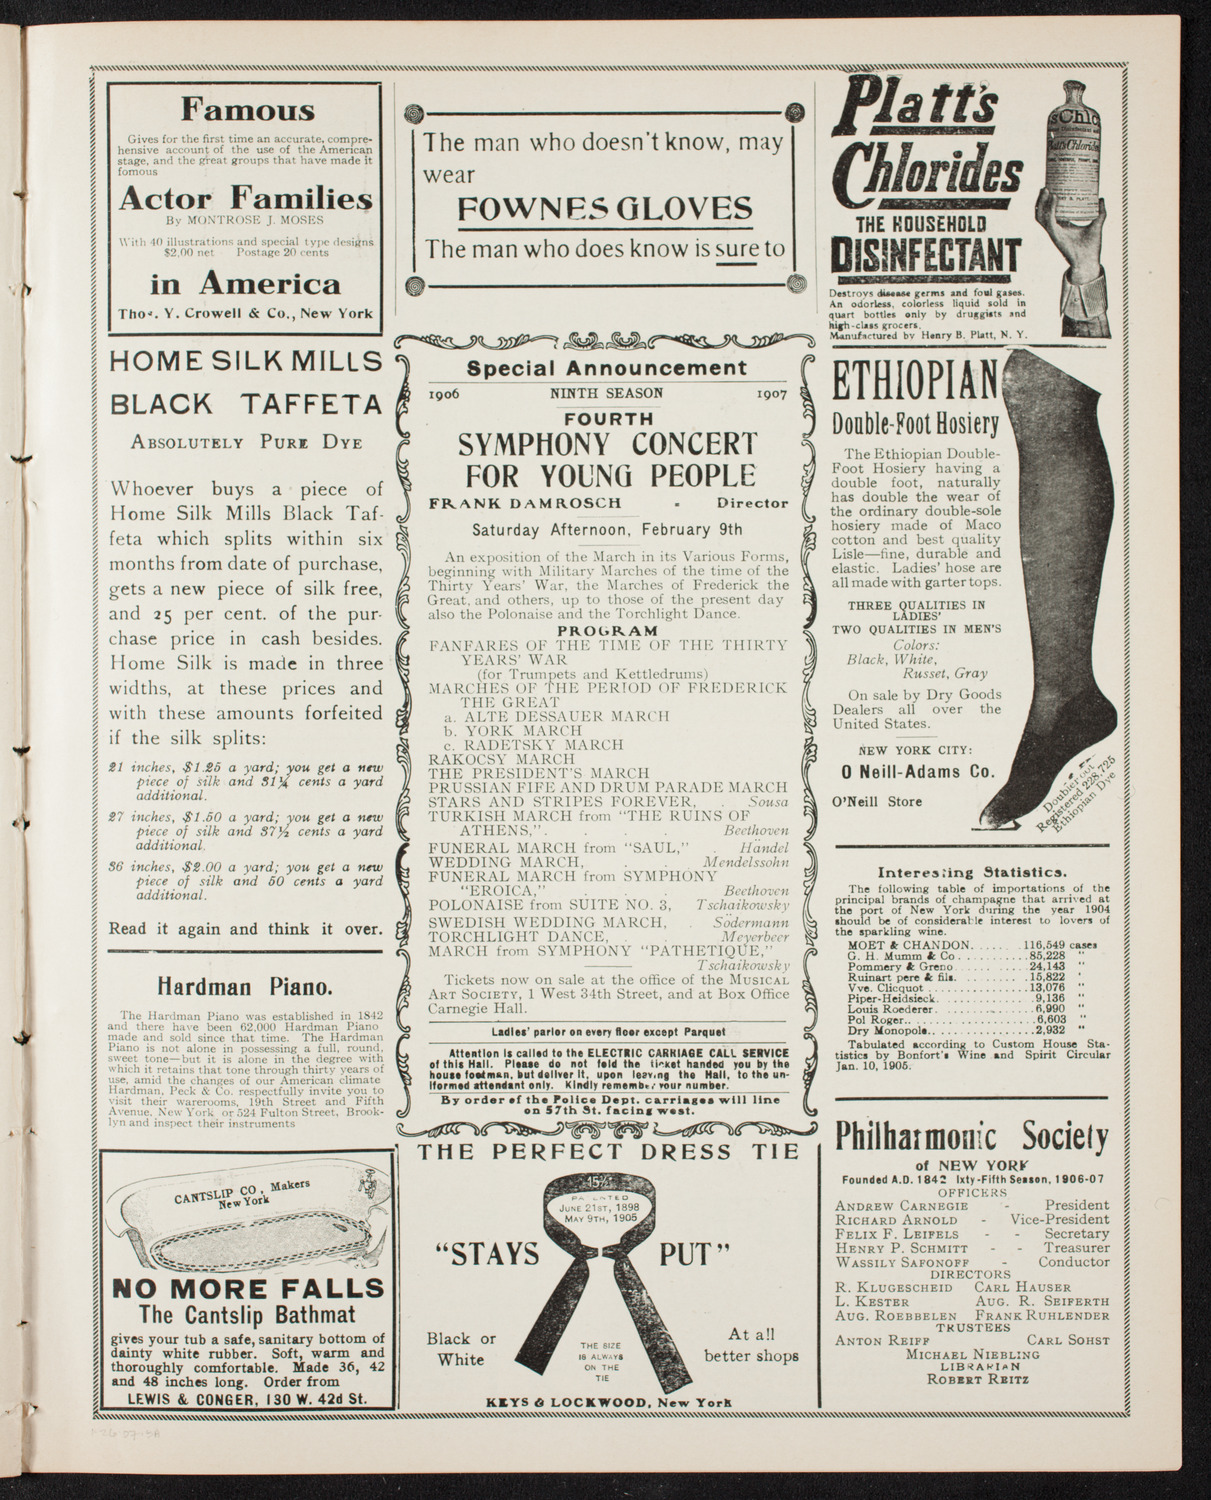 Famous
Gives for the first time an accurate, compre-
hensive account of the use of the American
stage, and the great groups that have made it
fomous
Actor Families
By MONTROSE J. MOSES
With 40 illustrations and special type designs
$2.00 net Postage 20 cents
in America
Thos. Y. Crowell & Co., New York
HOME SILK MILLS
BLACK TAFFETA
ABSOLUTELY PURE DYE
Whoever buys a piece of
Home Silk Mills Black Taf-
feta which splits within six
months from date of purchase,
gets a new piece of silk free,
and 25 per cent. of the pur-
chase price in cash besides.
Home Silk is made in three
widths, at these prices and
with these amounts forfeited
if the silk splits:
21 inches, $1.25 a yard; you get a new
piece of silk and 31¼ cents a yard
additional.
27 inches, $1.50 a yard; you get a new
piece of silk and 37½ cents a yard
additional.
36 inches, $2.00 a yard; you get a new
piece of silk and 50 cents a yard
additional.
Read it again and think it over.
Hardman Piano.
The Hardman Piano was established in 1842
and there have been 62,000 Hardman Piano
made and sold since that time. The Hardman
Piano is not alone in possessing a full, round,
sweet tone—but it is alone in the degree with
which it retains that tone through thirty years of
use, amid the changes of our American climate
Hardman, Peck & Co. respectfully invite you to
visit their warerooms, 19th Street and Fifth
Avenue, New York or 524 Fulton Street, Brook-
lyn and inspect their instruments
CANTSLIP CO, Makers
New York
NO MORE FALLS
The Cantslip Bathmat
gives your tub a safe, sanitary bottom of
dainty white rubber. Soft, warm and
thoroughly comfortable. Made 36, 42
and 48 inches long. Order from
LEWIS & CONGER, 130 W. 42d St.
The man who doesn't know, may
wear
FOWNES GLOVES
The man who does know is sure to
Special Announcement
1906 NINTH SEASON 1907
FOURTH
SYMPHONY CONCERT
FOR YOUNG PEOPLE
FRANK DAMROSCH - Director
Saturday Afternoon, February 9th
An exposition of the March in its Various Forms,
beginning with Military Marches of the time of the
Thirty Years' War, the Marches of Frederick the
Great, and others, up to those of the present day
also the Polonaise and the Torchlight Dance.
PROGRAM
FANFARES OF THE TIME OF THE THIRTY
YEARS' WAR
(for Trumpets and Kettledrums)
MARCHES OF THE PERIOD OF FREDERICK
THE GREAT
a. ALTE DESSAUER MARCH
b. YORK MARCH
c. RADETSKY MARCH
RAKOCSY MARCH
THE PRESIDENT'S MARCH
PRUSSIAN FIFE AND DRUM PARADE MARCH
STARS AND STRIPES FOREVER, . Sousa
TURKISH MARCH from "THE RUINS OF
ATHENS," . . . . Beethoven
FUNERAL MARCH from "SAUL," . Händel
WEDDING MARCH, . . Mendelssohn
FUNERAL MARCH from SYMPHONY
"EROICA," . . . Beethoven
POLONAISE from SUITE NO. 3, Tschaikowsky
SWEDISH WEDDING MARCH, . Södermann
TORCHLIGHT DANCE, . . Meyerbeer
MARCH from SYMPHONY "PATHETIQUE,"
Tschaikowsky
Tickets now on sale at the office of the MUSICAL
ART SOCIETY, 1 West 34th Street, and at Box Office
Carnegie Hall.
Ladies' parlor on every floor except Parquet
Attention is called to the ELECTRIC CARRIAGE CALL SERVICE
of this Hall. Please do not fold the ticket handed you by the
house footman, but deliver it, upon leaving the Hall, to the un-
iformed attendant only. Kindly remember your number.
By order of the Police Dept. carriages will line
on 57th St. facing west.
THE PERFECT DRESS TIE
15½
PATENTED
JUNE 21ST, 1898
MAY 9TH, 1905
"STAYS PUT"
Black or
White
THE SIZE
IS ALWAYS
ON THE
TIE
At all
better shops
KEYS & LOCKWOOD, New York
Platt's
Chlorides
THE HOUSEHOLD
DISINFECTANT
Destroys disease germs and foul gases.
An odorless, colorless liquid sold in
quart bottles only by druggists and
high-class grocers.
Manufactured by Henry B. Platt, N. Y.
ETHIOPIAN
Double-Foot Hosiery
The Ethiopian Double-
Foot Hosiery having a
double foot, naturally
has double the wear of
the ordinary double-sole
hosiery made of Maco
cotton and best quality
Lisle—fine, durable and
elastic. Ladies' hose are
all made with garter tops.
THREE QUALITIES IN
LADIES'
TWO QUALITIES IN MEN'S
Colors:
Black, White,
Russet, Gray
On sale by Dry Goods
Dealers all over the
United States.
NEW YORK CITY:
O Neill-Adams Co.
O'Neill Store
Registered 228,725
Ethiopian Dye
Interesting Statistics.
The following table of importations of the
principal brands of champagne that arrived at
the port of New York during the year 1904
should be of considerable interest to lovers of
the sparkling wine.
MOET & CHANDON. . . . . . . 116,549 cases
G. H. Mumm & Co . . . . . . . . 85,228 "
Pommery & Greno . . . . . . . . 24,143 "
Ruinart pere & fils. . . . . . . . 15,822 '
Vve. Clicquot . . . . . . . . . . 13,076 "
Piper-Heidsieck. . . . . . . . . . 9,136 "
Louis Roederer. . . . . . . . . . 6,990 "
Pol Roger. . . . . . . . . . . . . 6,603 "
Dry Monopole. . . . . . . . . . . 2,932 "
Tabulated according to Custom House Sta-
tistics by Bonfort's Wine and Spirit Circular
Jan. 10, 1905.
Philharmonic Society
of NEW YORK
Founded A.D. 1842 Ixty-Fifth Season, 1906-07
OFFICERS
ANDREW CARNEGIE - President
RICHARD ARNOLD - Vice-President
FELIX F. LEIFELS - - Secretary
HENRY P. SCHMITT - - Treasurer
WASSILY SAFONOFF - Conductor
DIRECTORS
R. KLUGESCHEID CARL HAUSER
L. KESTER AUG. R. SEIFERTH
AUG. ROEBBELEN FRANK RUHLENDER
TRUSTEES
ANTON REIFF CARL SOHST
MICHAEL NIEBLING
LIBRARIAN
ROBERT REITZ